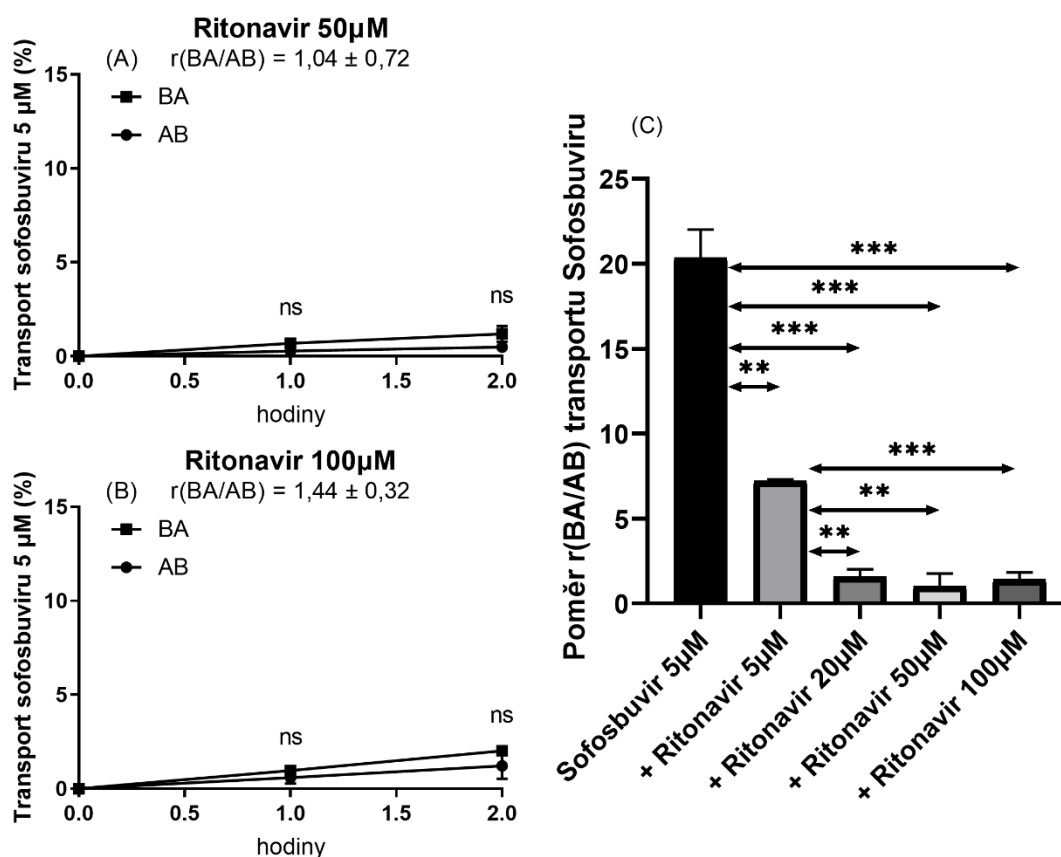 Ritonavir 50µM
(A) r(BA/AB) = 1,04 ± 0,72
BA
AB
Transport sofosbuviru 5 µM (%)
15
10
5
0
ns
ns
0.0 0.5 1.0 1.5 2.0
hodiny
Ritonavir 100µM
(B) r(BA/AB) = 1,44 ± 0,32
BA
AB
Transport sofosbuviru 5 µM (%)
15
10
5
0
ns
ns
0.0 0.5 1.0 1.5 2.0
hodiny
(C)
Poměr r(BA/AB) transportu Sofosbuviru
25
20
15
10
5
0
***
***
***
**
***
**
**
Sofosbuvir 5µM
+ Ritonavir 5µM
+ Ritonavir 20µM
+ Ritonavir 50µM
+ Ritonavir 100µM